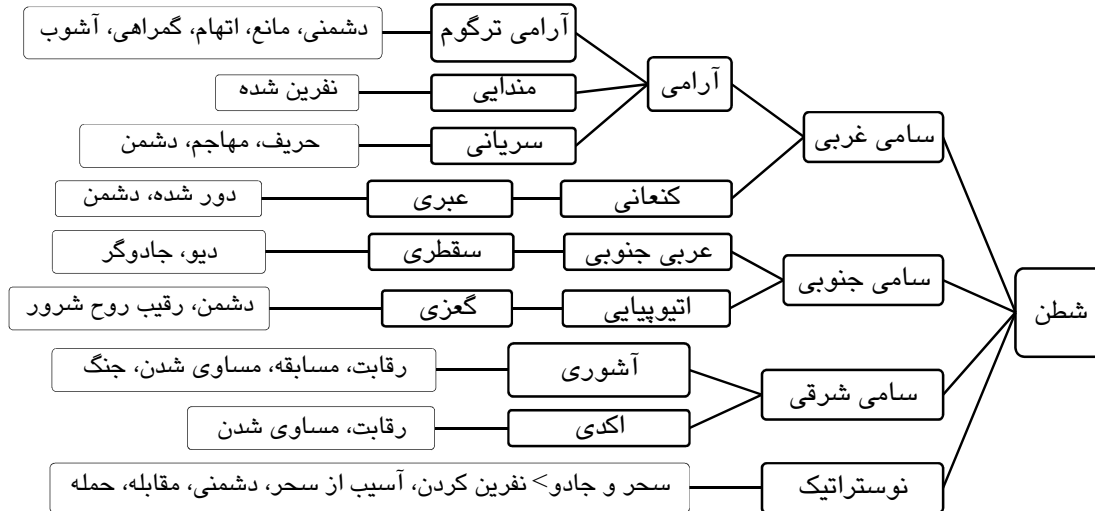 شطن
سامی غربی
آرامی
آرامی ترگوم
دشمنی، مانع، اتهام، گمراهی، آشوب
مندایی
نفرین شده
سریانی
حریف، مهاجم، دشمن
کنعانی
عبری
دور شده، دشمن
سامی جنوبی
عربی جنوبی
سقطری
دیو، جادوگر
اتیوپیایی
گعزی
دشمن، رقیب روح شرور
سامی شرقی
آشوری
رقابت، مسابقه، مساوی شدن، جنگ
اکدی
رقابت، مساوی شدن
نوستراتیک
سحر و جادو> نفرین کردن، آسیب از سحر، دشمنی، مقابله، حمله